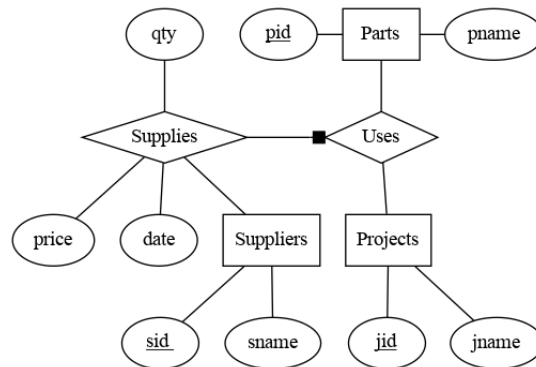 qty
pid
Parts
pname
Supplies
Uses
price
date
Suppliers
Projects
sid
sname
jid
jname